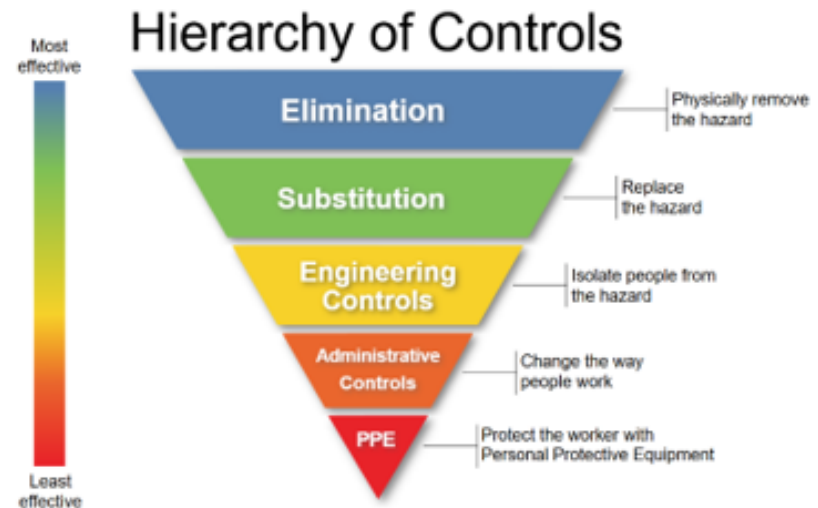 Hierarchy of Controls
Most
effective
Elimination
Physically remove
the hazard
Substitution
Replace
the hazard
Engineering
Controls
Isolate people from
the hazard
Administrative
Controls
Change the way
people work
PPE
Protect the worker with
Personal Protective Equipment
Least
effective